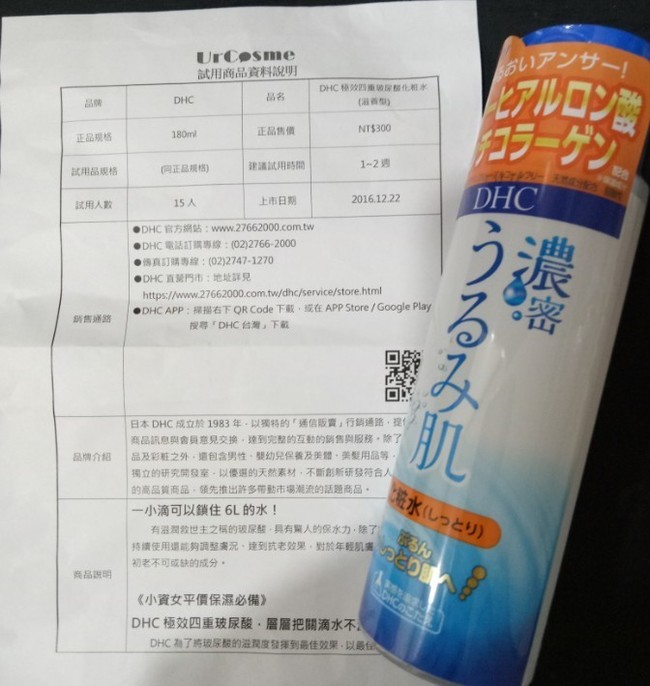 UrCosme
試用商品資料說明
品牌
DHC
品名
DHC 極效四重玻尿酸化粧水
(滋養型)
正品規格
180ml
正品售價
NT$300
試用品規格
(同正品規格)
建議試用時間
1~2 週
試用人數
15 人
上市日期
2016.12.22
銷售通路
●DHC 官方網站：www.27662000.com.tw
●DHC 電話訂購專線：(02)2766-2000
●傳真訂購專線：(02)2747-1270
●DHC 直營門市：地址詳見
https://www.27662000.com.tw/dhc/service/store.html
●DHC APP：掃描右下 QR Code 下載，或在 APP Store / Google Play
搜尋「DHC 台灣」下載
品牌介紹
日本 DHC 成立於 1983 年，以獨特的「通信販賣」行銷通路，提
商品訊息與會員意見交換，達到完整的互動的銷售與服務。除了
品及彩粧之外，還包含男性、嬰幼兒保養及美體、美髮用品等，
獨立的研究開發室，以優選的天然素材，不斷創新研發符合人
的高品質商品，領先推出許多帶動市場潮流的話題商品。
商品說明
一小滴可以鎖住 6L 的水！
有滋潤救世主之稱的玻尿酸，具有驚人的保水力，除了
持續使用還能夠調整膚況，達到抗老效果，對於年輕肌膚
初老不可或缺的成分。
《小資女平價保濕必備》
DHC 極效四重玻尿酸，層層把關滴水不
DHC 為了將玻尿酸的滋潤度發揮到最佳效果，以最
おいアンサー!
ーヒアルロン酸
チコラーゲン
配合
DHC
濃密
うるみ肌
化粧水(しっとり)
ぷるん
しっとり肌へ